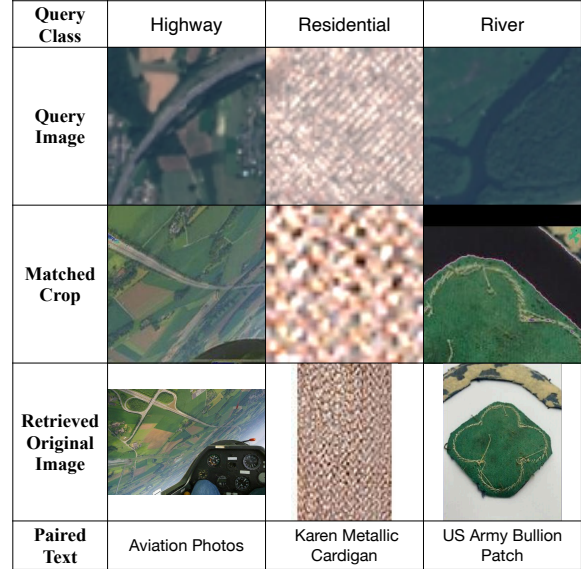 Query Class
Highway
Residential
River
Query Image
Matched Crop
Retrieved Original Image
Paired Text
Aviation Photos
Karen Metallic Cardigan
US Army Bullion Patch